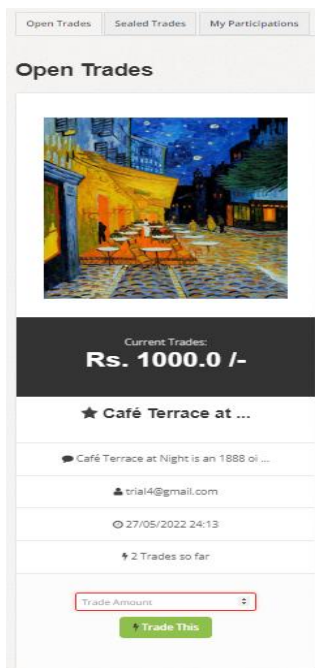 Open Trades Sealed Trades My Participations
Open Trades
Current Trades:
Rs. 1000.0 /-
Café Terrace at ...
Café Terrace at Night is an 1888 oi ...
trial4@gmail.com
27/05/2022 24:13
2 Trades so far
Trade Amount
Trade This